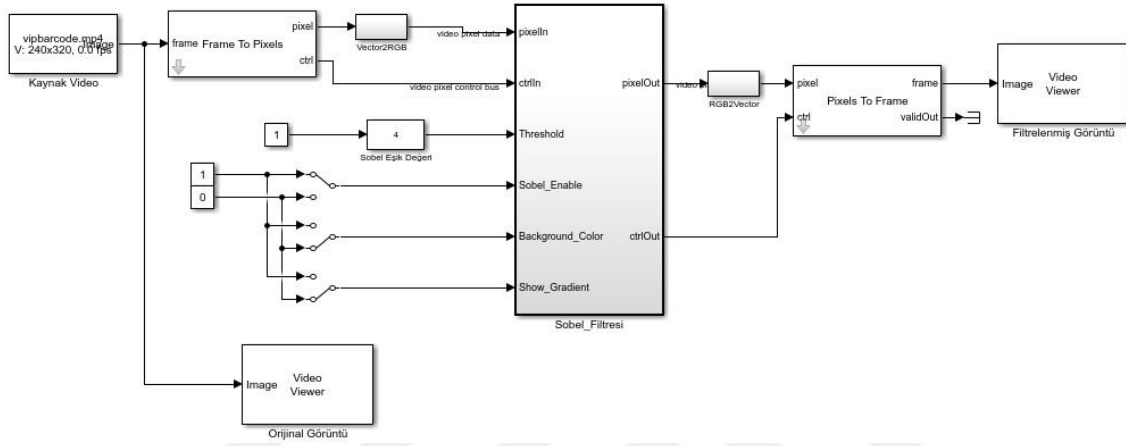 vipbarcode.mp4
V: 240x320, 0.0 fps
Image
Kaynak Video
frame
Frame To Pixels
pixel
ctrl
Vector2RGB
video pixel data
video pixel control bus
1
4
Sobel Eşik Değeri
1
0
pixelIn
ctrlIn
Threshold
Sobel_Enable
Background_Color
Show_Gradient
pixelOut
ctrlOut
Sobel_Filtresi
RGB2Vector
pixel
ctrl
Pixels To Frame
frame
validOut
Image
Video
Viewer
Filtrelenmiş Görüntü
Image
Video
Viewer
Orijinal Görüntü